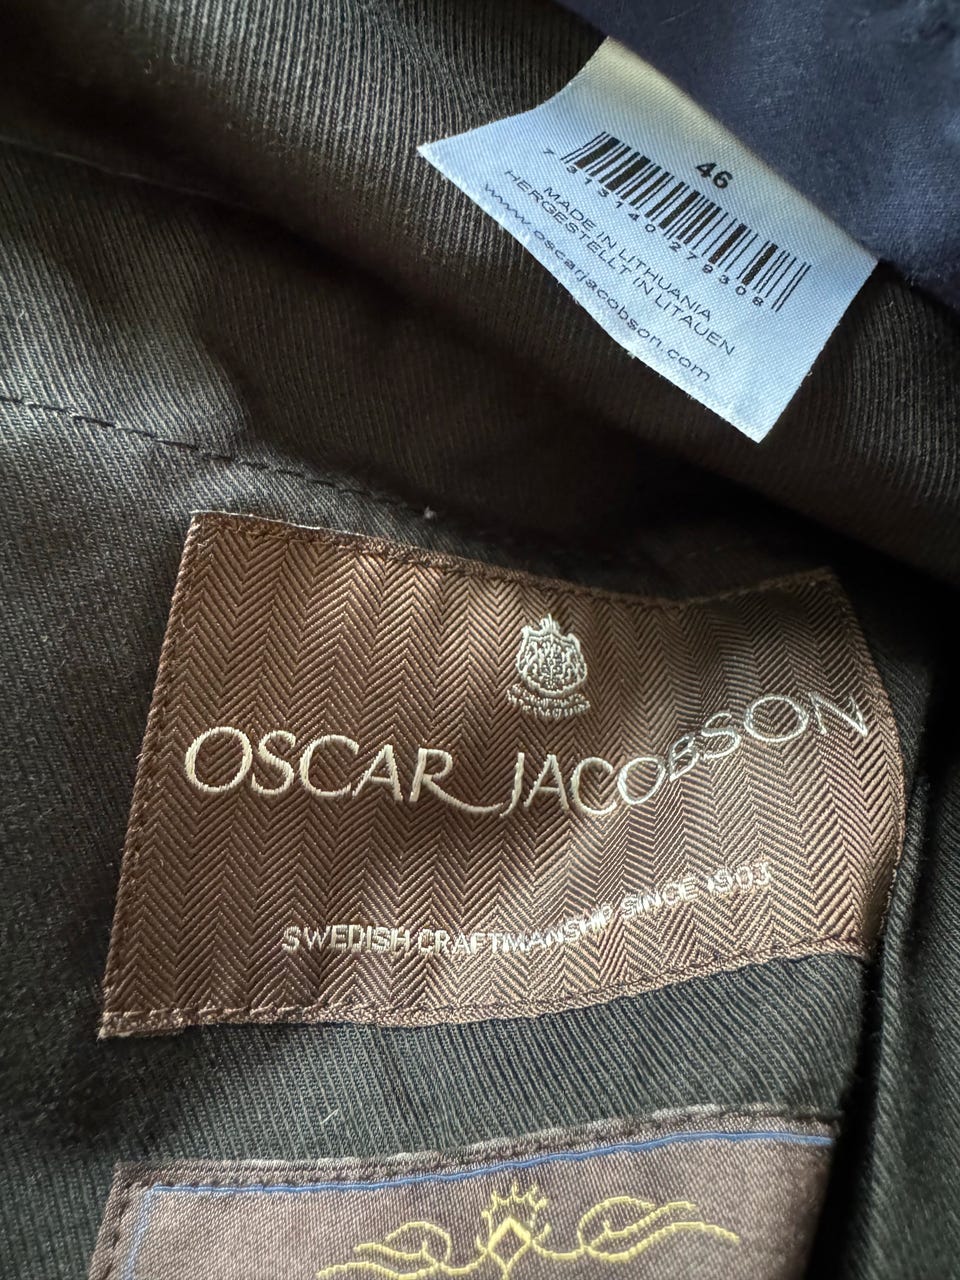 46
7 313140 279308
MADE IN LITHUANIA
HERGESTELLT IN LITAUEN
www.oscarjacobson.com
OSCAR JACOBSON
SWEDISH CRAFTMANSHIP SINCE 1903